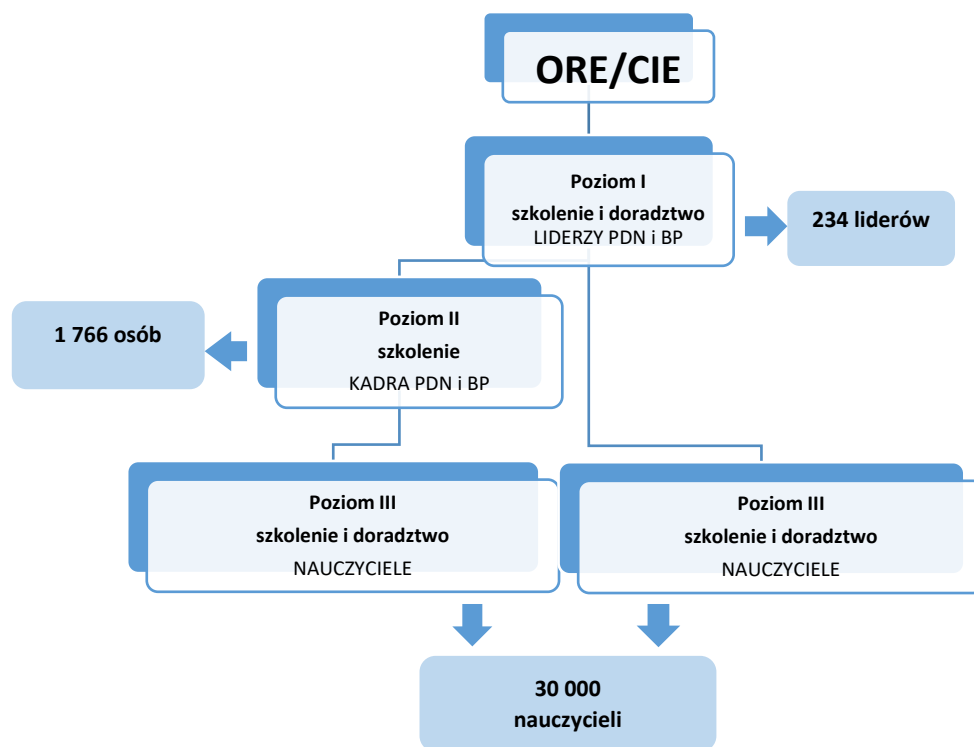 ORE/CIE
Poziom I
szkolenie i doradztwo
LIDERZY PDN i BP
234 liderów
Poziom II
szkolenie
KADRA PDN i BP
1 766 osób
Poziom III
szkolenie i doradztwo
NAUCZYCIELE
Poziom III
szkolenie i doradztwo
NAUCZYCIELE
30 000
nauczycieli